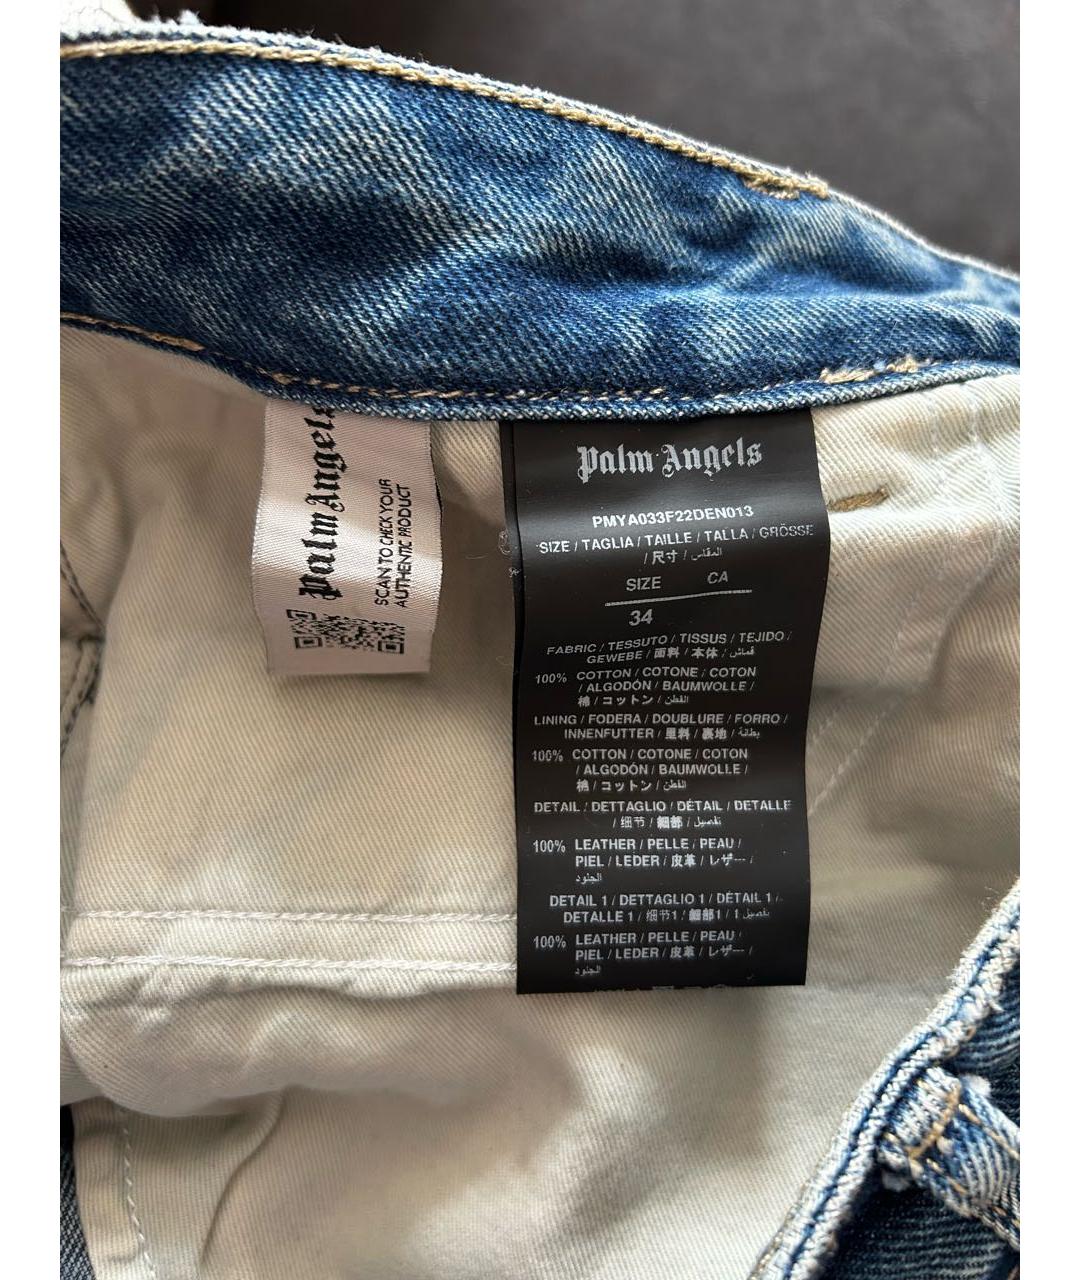 Palm Angels
SCAN TO CHECK YOUR
AUTHENTIC PRODUCT
Palm Angels
PMYA033F22DEN013
SIZE / TAGLIA / TAILLE / TALLA / GRÖSSE
/ 尺寸 / المقاس
SIZE CA
34
FABRIC / TESSUTO / TISSUS / TEJIDO /
GEWEBE / 面料 / 本体 / قماش
100% COTTON / COTONE / COTON
/ ALGODÓN / BAUMWOLLE /
棉 / コットン / القطن
LINING / FODERA / DOUBLURE / FORRO /
INNENFUTTER / 里料 / 裏地 / بطانة
100% COTTON / COTONE / COTON
/ ALGODÓN / BAUMWOLLE /
棉 / コットン / القطن
DETAIL / DETTAGLIO / DÉTAIL / DETALLE
/ 细节 / 細部 / تفصيل
100% LEATHER / PELLE / PEAU /
PIEL / LEDER / 皮革 / レザー /
الجلود
DETAIL 1 / DETTAGLIO 1 / DÉTAIL 1 /
DETALLE 1 / 细节1 / 細部1 / تفصيل 1
100% LEATHER / PELLE / PEAU /
PIEL / LEDER / 皮革 / レザー /
الجلود